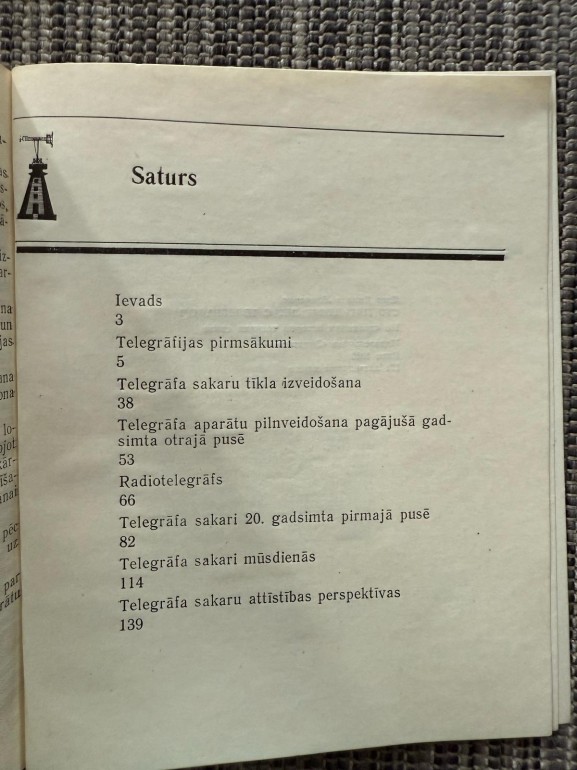 Saturs
Ievads
3
Telegrāfijas pirmsākumi
5
Telegrāfa sakaru tīkla izveidošana
38
Telegrāfa aparātu pilnveidošana pagājušā gad-
simta otrajā pusē
53
Radiotelegrāfs
66
Telegrāfa sakari 20. gadsimta pirmajā pusē
82
Telegrāfa sakari mūsdienās
114
Telegrāfa sakaru attīstības perspektīvas
139